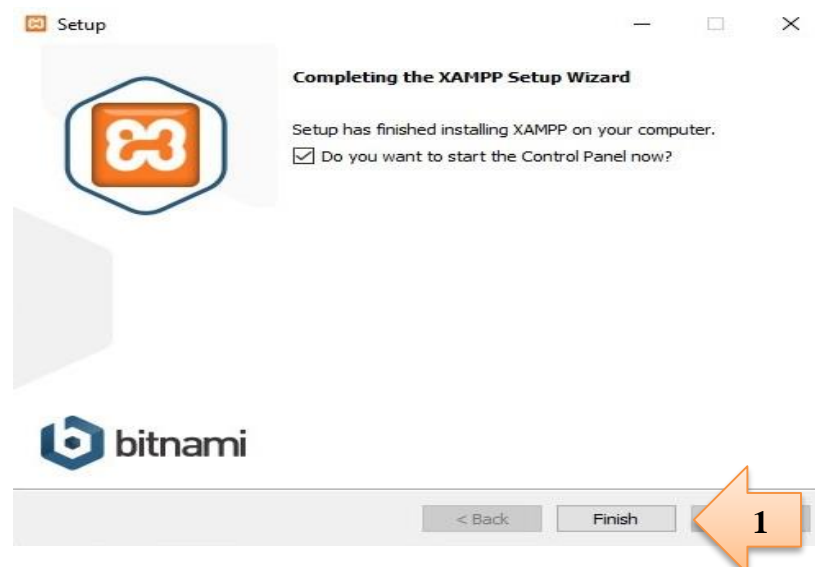 Setup
Completing the XAMPP Setup Wizard
Setup has finished installing XAMPP on your computer.
Do you want to start the Control Panel now?
bitnami
< Back
Finish
1